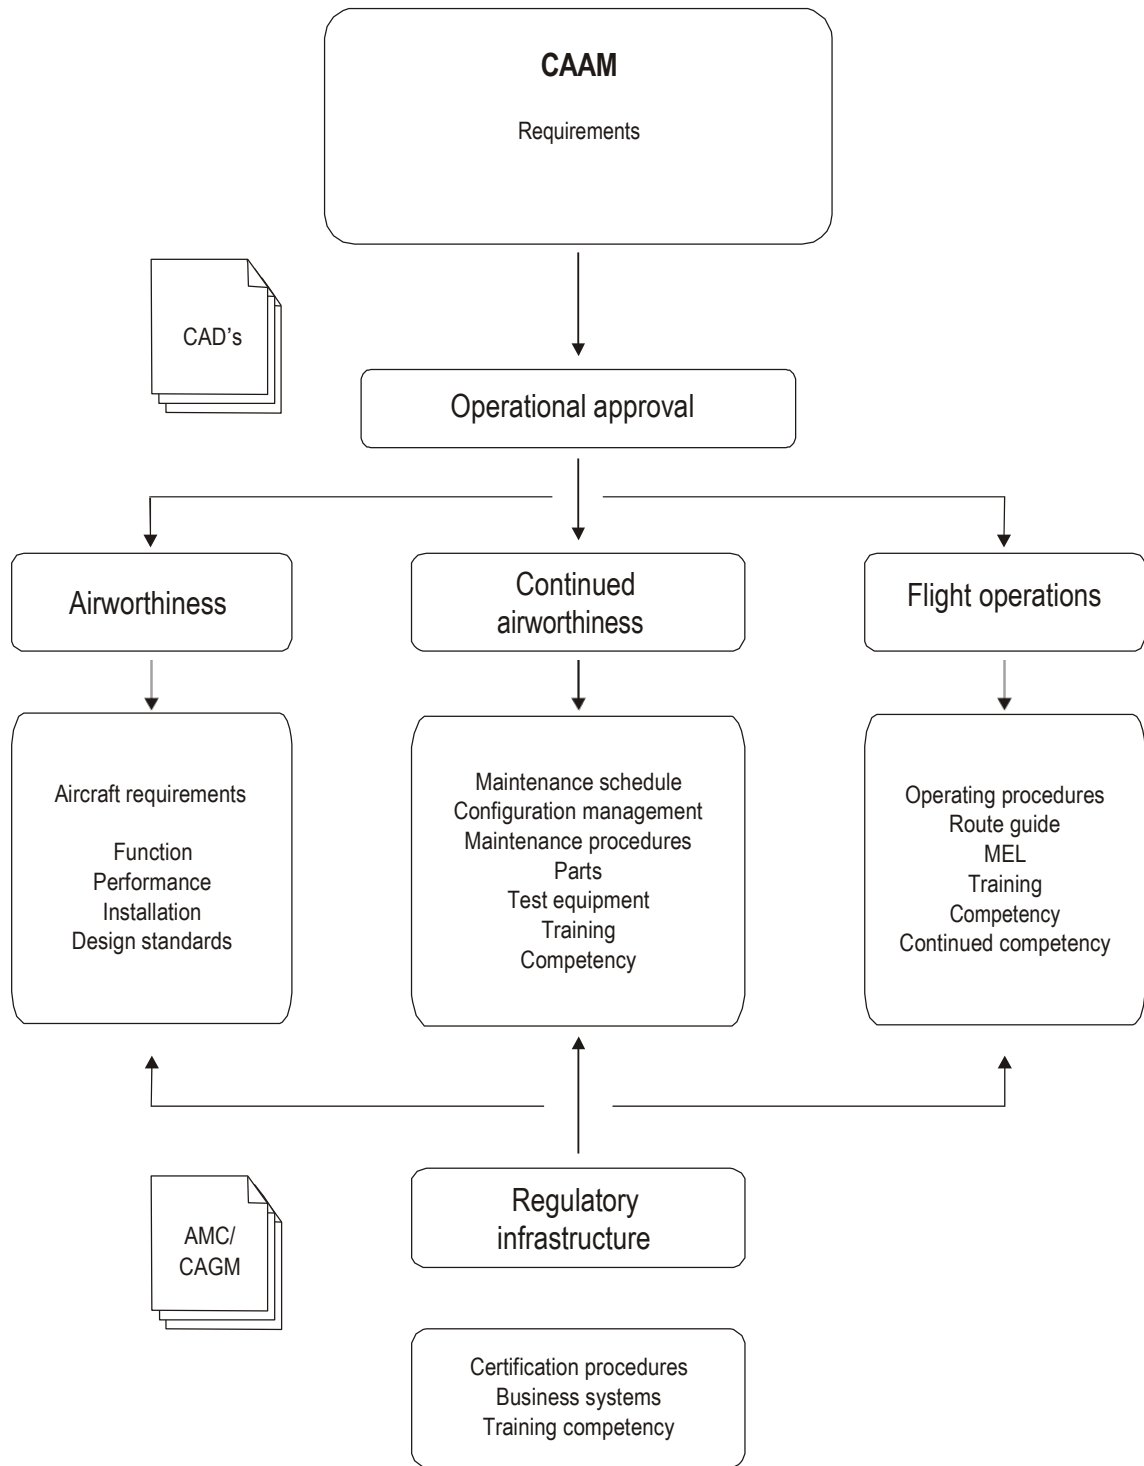 CAAM
Requirements
CAD's
Operational approval
Airworthiness
Continued
airworthiness
Flight operations
Aircraft requirements
Function
Performance
Installation
Design standards
Maintenance schedule
Configuration management
Maintenance procedures
Parts
Test equipment
Training
Competency
Operating procedures
Route guide
MEL
Training
Competency
Continued competency
AMC/
CAGM
Regulatory
infrastructure
Certification procedures
Business systems
Training competency